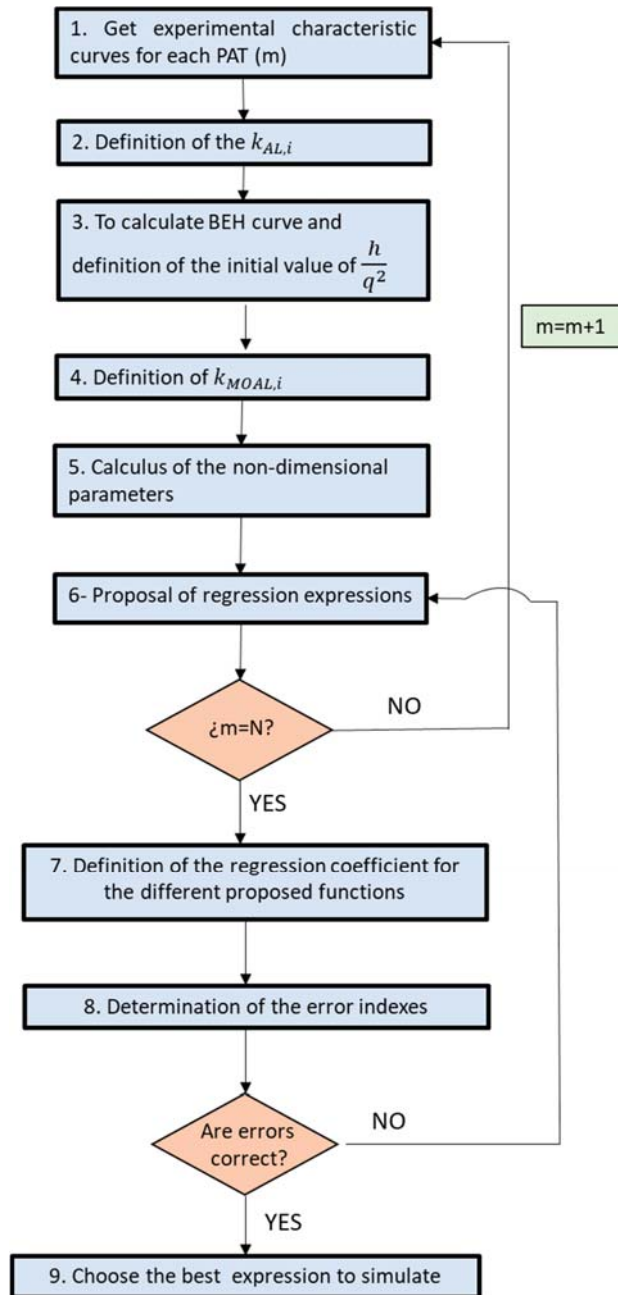 1. Get experimental characteristic
curves for each PAT (m)
2. Definition of the k_{AL,i}
3. To calculate BEH curve and
definition of the initial value of h/q²
m=m+1
4. Definition of k_{MOAL,i}
5. Calculus of the non-dimensional
parameters
6- Proposal of regression expressions
¿m=N?
NO
YES
7. Definition of the regression coefficient for
the different proposed functions
8. Determination of the error indexes
Are errors
correct?
NO
YES
9. Choose the best expression to simulate